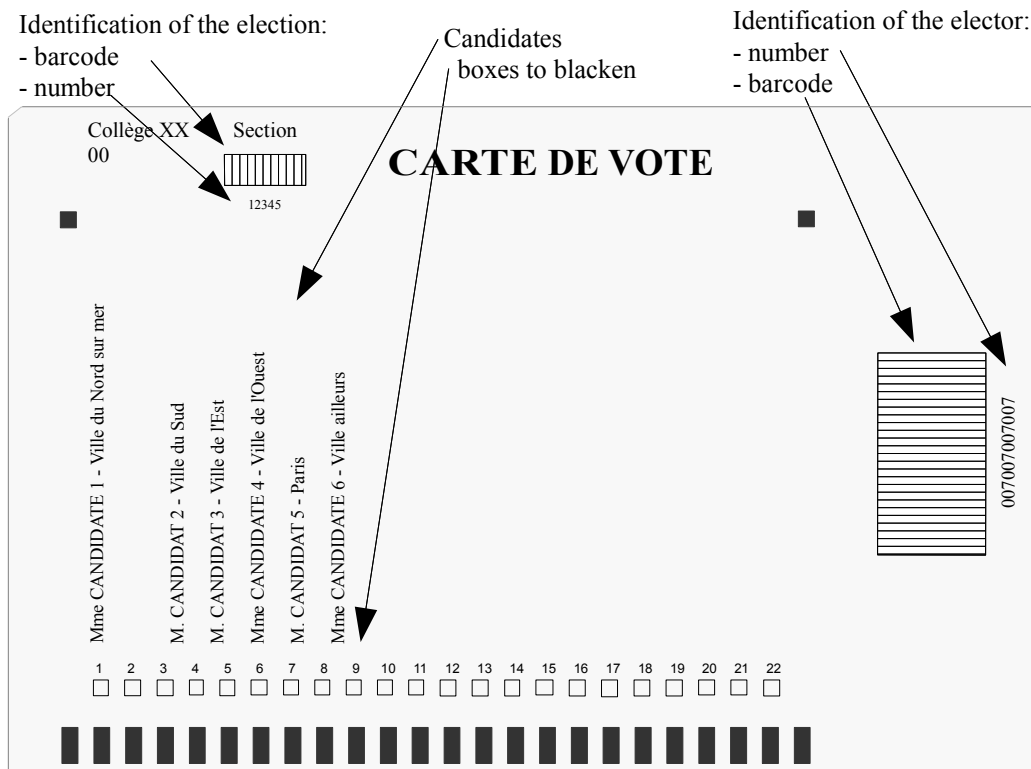 Identification of the election:
- barcode
- number
Candidates
boxes to blacken
Identification of the elector:
- number
- barcode
Collège XX Section
00
CARTE DE VOTE
12345
Mme CANDIDATE 1 - Ville du Nord sur mer
M. CANDIDAT 2 - Ville du Sud
M. CANDIDAT 3 - Ville de l'Est
Mme CANDIDATE 4 - Ville de l'Ouest
M. CANDIDAT 5 - Paris
Mme CANDIDATE 6 - Ville ailleurs
007007007007
1 2 3 4 5 6 7 8 9 10 11 12 13 14 15 16 17 18 19 20 21 22